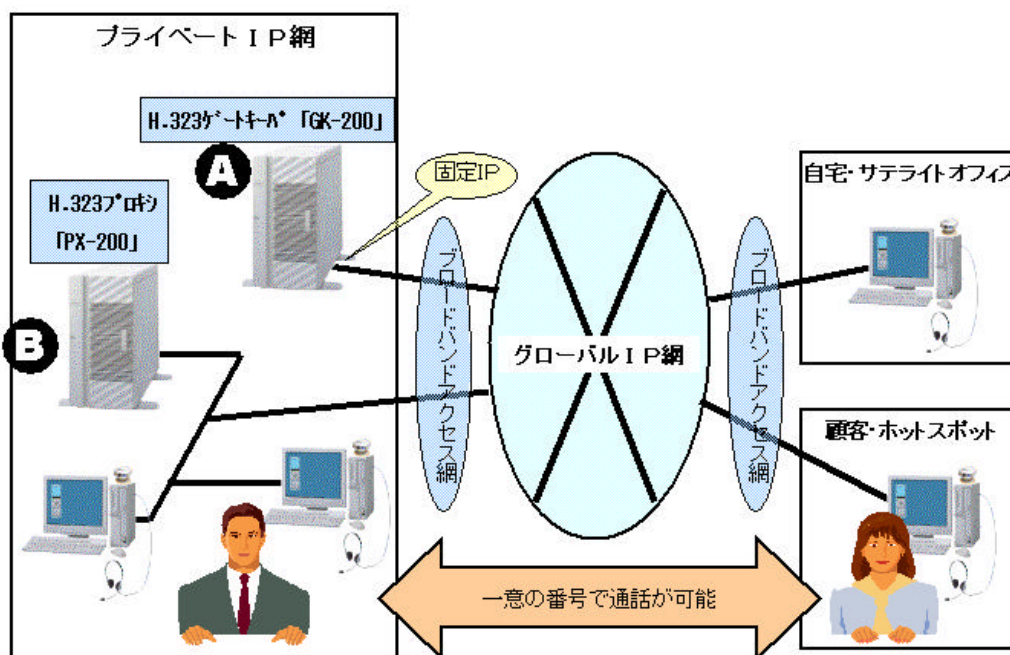 プライベートＩＰ網
H.323ｹﾞｰﾄｷｰﾊﾟ 「GK-200」
A
固定IP
H.323ﾌﾟﾛｷｼ
「PX-200」
B
ブロードバンドアクセス網
グローバルＩＰ網
ブロードバンドアクセス網
自宅・サテライトオフィス
顧客・ホットスポット
一意の番号で通話が可能